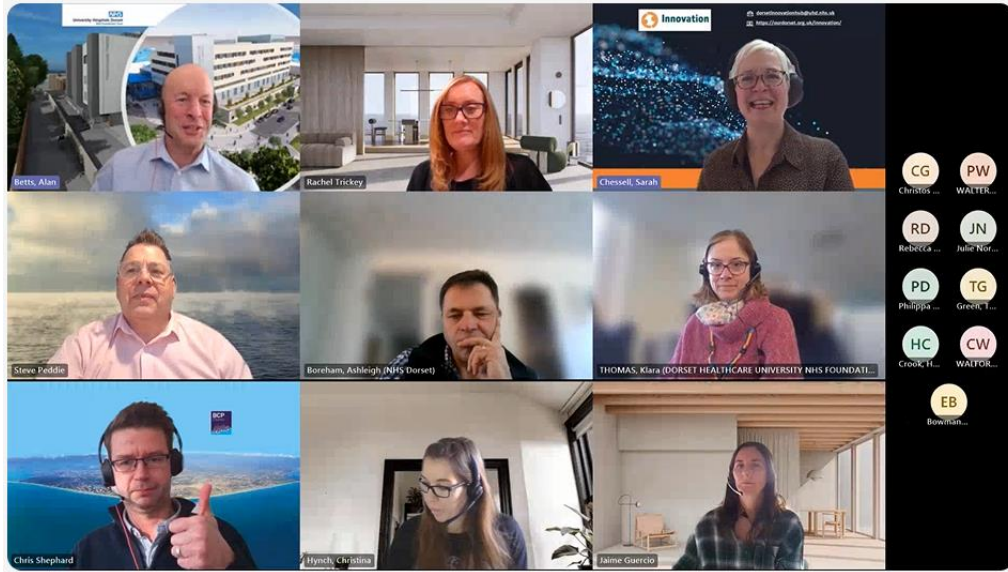 NHS
University Hospitals Dorset
NHS Foundation Trust
Betts, Alan
Rachel Trickey
Innovation
dorsetinnovationhub@uhd.nhs.uk
https://ourdorset.org.uk/innovation/
Chessell, Sarah
Steve Peddie
Boreham, Ashleigh (NHS Dorset)
THOMAS, Klara (DORSET HEALTHCARE UNIVERSITY NHS FOUNDATI...
BCP
Chris Shephard
Hynch, Christina
Jaime Guercio
CG
Christos ...
PW
WALTER...
RD
Rebecca ...
JN
Julie Nor...
PD
Philippa ...
TG
Green, T...
HC
Crook, H...
CW
WALFOR...
EB
Bowman...